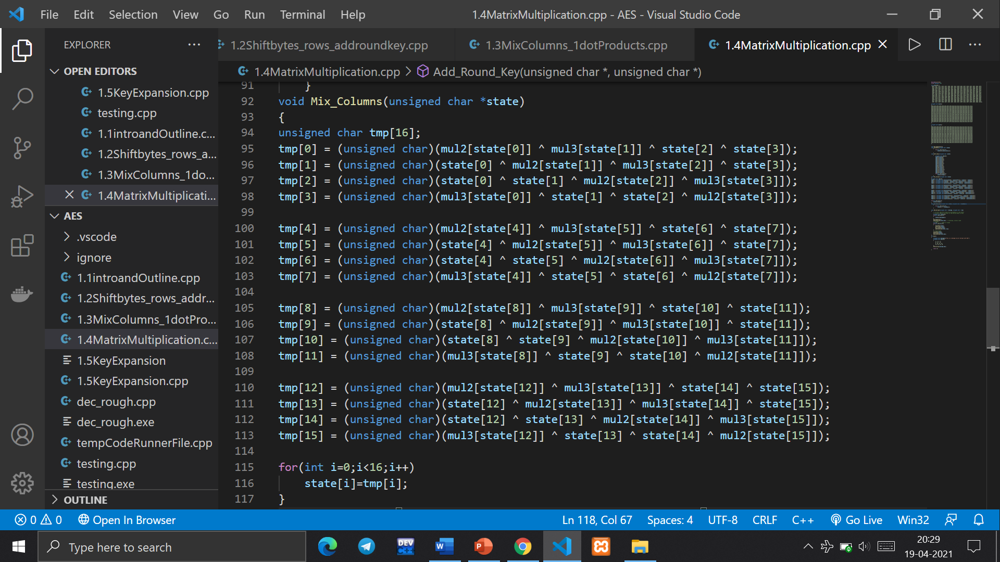 File Edit Selection View Go Run Terminal Help
1.4MatrixMultiplication.cpp - AES - Visual Studio Code
EXPLORER
OPEN EDITORS
1.5KeyExpansion.cpp
testing.cpp
1.1introandOutline.c...
1.2Shiftbytes_rows_a...
1.3MixColumns_1do...
1.4MatrixMultiplicati...
AES
.vscode
ignore
1.1introandOutline.cpp
1.2Shiftbytes_rows_addr...
1.3MixColumns_1dotPro...
1.4MatrixMultiplication.c...
1.5KeyExpansion
1.5KeyExpansion.cpp
dec_rough.cpp
dec_rough.exe
tempCodeRunnerFile.cpp
testing.cpp
testing.exe
OUTLINE
1.2Shiftbytes_rows_addroundkey.cpp 1.3MixColumns_1dotProducts.cpp 1.4MatrixMultiplication.cpp
1.4MatrixMultiplication.cpp > Add_Round_Key(unsigned char *, unsigned char *)
91 }
92 void Mix_Columns(unsigned char *state)
93 {
94 unsigned char tmp[16];
95 tmp[0] = (unsigned char)(mul2[state[0]] ^ mul3[state[1]] ^ state[2] ^ state[3]);
96 tmp[1] = (unsigned char)(state[0] ^ mul2[state[1]] ^ mul3[state[2]] ^ state[3]);
97 tmp[2] = (unsigned char)(state[0] ^ state[1] ^ mul2[state[2]] ^ mul3[state[3]]);
98 tmp[3] = (unsigned char)(mul3[state[0]] ^ state[1] ^ state[2] ^ mul2[state[3]]);
99
100 tmp[4] = (unsigned char)(mul2[state[4]] ^ mul3[state[5]] ^ state[6] ^ state[7]);
101 tmp[5] = (unsigned char)(state[4] ^ mul2[state[5]] ^ mul3[state[6]] ^ state[7]);
102 tmp[6] = (unsigned char)(state[4] ^ state[5] ^ mul2[state[6]] ^ mul3[state[7]]);
103 tmp[7] = (unsigned char)(mul3[state[4]] ^ state[5] ^ state[6] ^ mul2[state[7]]);
104
105 tmp[8] = (unsigned char)(mul2[state[8]] ^ mul3[state[9]] ^ state[10] ^ state[11]);
106 tmp[9] = (unsigned char)(state[8] ^ mul2[state[9]] ^ mul3[state[10]] ^ state[11]);
107 tmp[10] = (unsigned char)(state[8] ^ state[9] ^ mul2[state[10]] ^ mul3[state[11]]);
108 tmp[11] = (unsigned char)(mul3[state[8]] ^ state[9] ^ state[10] ^ mul2[state[11]]);
109
110 tmp[12] = (unsigned char)(mul2[state[12]] ^ mul3[state[13]] ^ state[14] ^ state[15]);
111 tmp[13] = (unsigned char)(state[12] ^ mul2[state[13]] ^ mul3[state[14]] ^ state[15]);
112 tmp[14] = (unsigned char)(state[12] ^ state[13] ^ mul2[state[14]] ^ mul3[state[15]]);
113 tmp[15] = (unsigned char)(mul3[state[12]] ^ state[13] ^ state[14] ^ mul2[state[15]]);
114
115 for(int i=0;i<16;i++)
116 state[i]=tmp[i];
117 }
0 0 Open In Browser Ln 118, Col 67 Spaces: 4 UTF-8 CRLF C++ Go Live Win32
Type here to search
DEV C++
W
P
20:29
19-04-2021